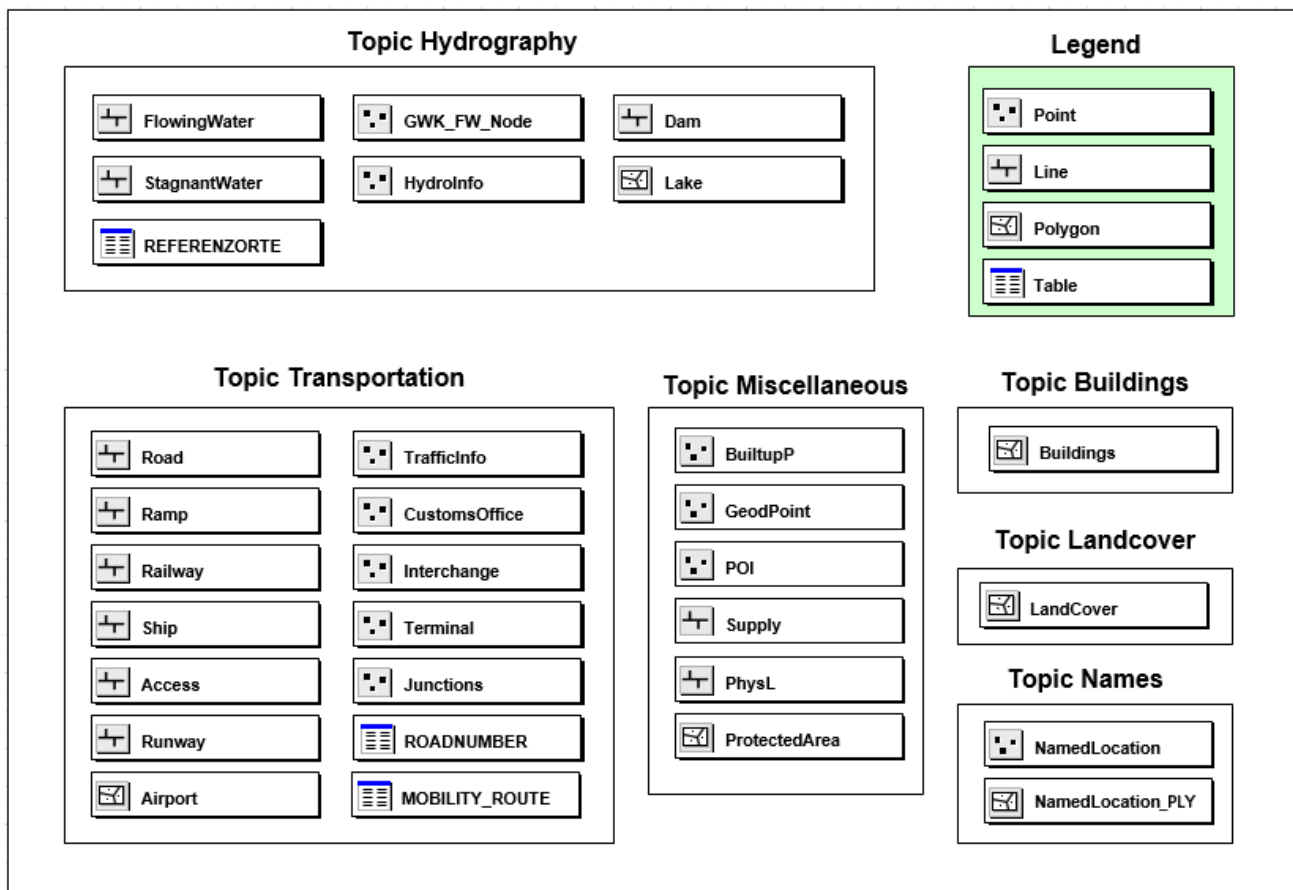 Topic Hydrography
FlowingWater
GWK_FW_Node
Dam
StagnantWater
HydroInfo
Lake
REFERENZORTE
Legend
Point
Line
Polygon
Table
Topic Transportation
Road
TrafficInfo
Ramp
CustomsOffice
Railway
Interchange
Ship
Terminal
Access
Junctions
Runway
ROADNUMBER
Airport
MOBILITY_ROUTE
Topic Miscellaneous
BuiltupP
GeodPoint
POI
Supply
PhysL
ProtectedArea
Topic Buildings
Buildings
Topic Landcover
LandCover
Topic Names
NamedLocation
NamedLocation_PLY